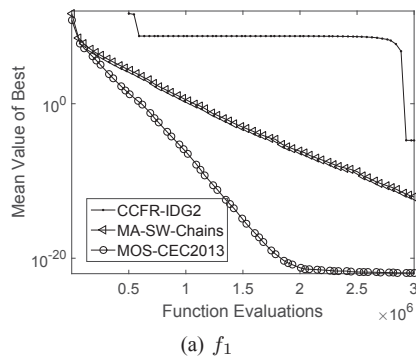 Mean Value of Best
10^0
10^-20
CCFR-IDG2
MA-SW-Chains
MOS-CEC2013
0.5 1 1.5 2 2.5 3
Function Evaluations ×10^6
(a) f_1